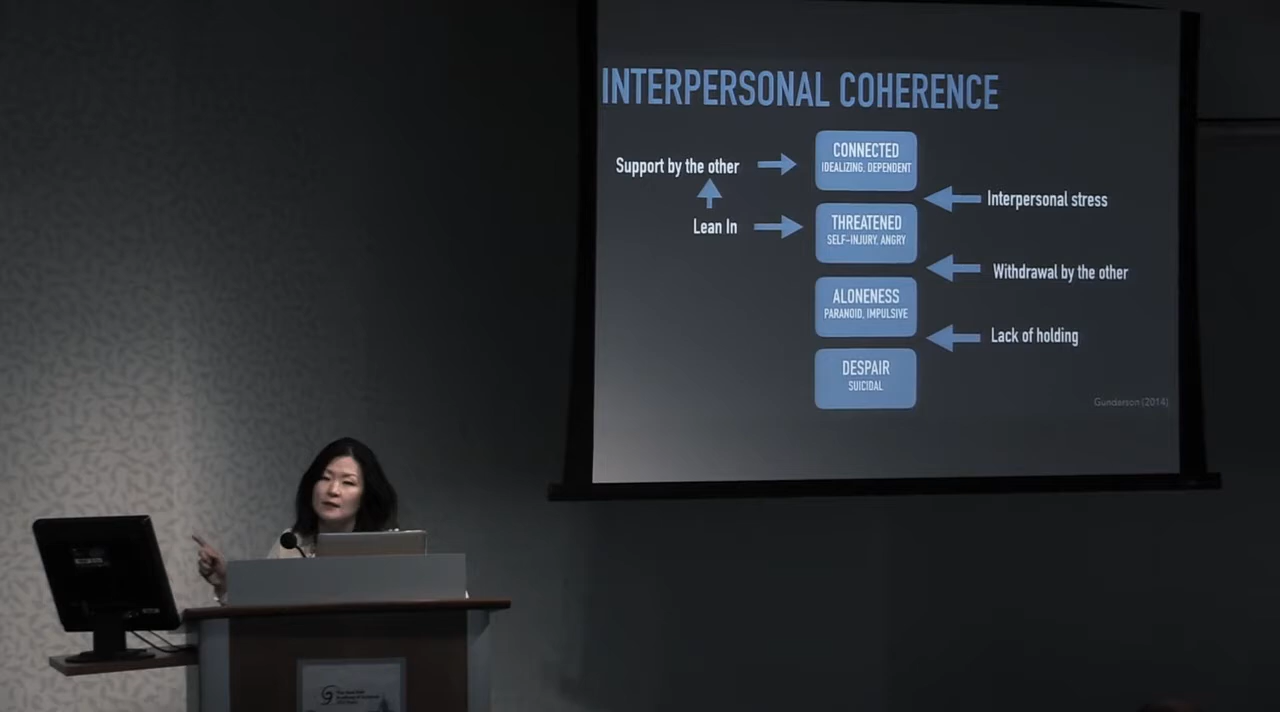 INTERPERSONAL COHERENCE
CONNECTED
IDEALIZING, DEPENDENT
Support by the other
Interpersonal stress
THREATENED
SELF-INJURY, ANGRY
Lean In
Withdrawal by the other
ALONENESS
PARANOID, IMPULSIVE
Lack of holding
DESPAIR
SUICIDAL
Gunderson (2014)